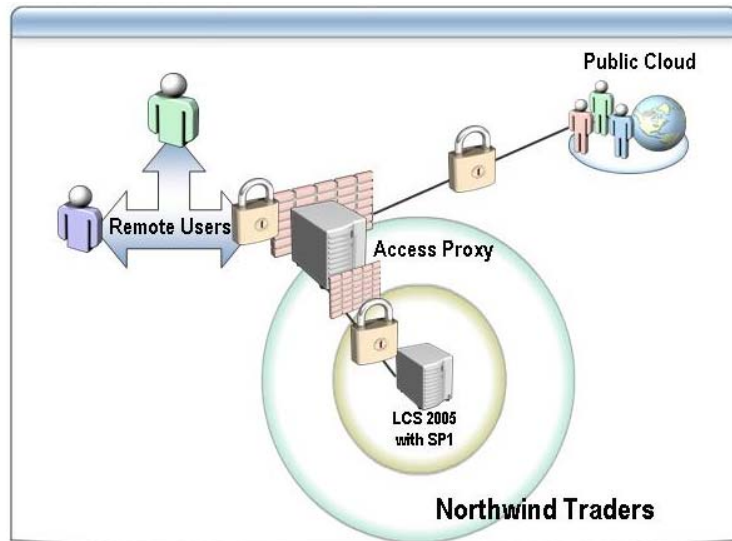 Public Cloud
Remote Users
Access Proxy
LCS 2005
with SP1
Northwind Traders